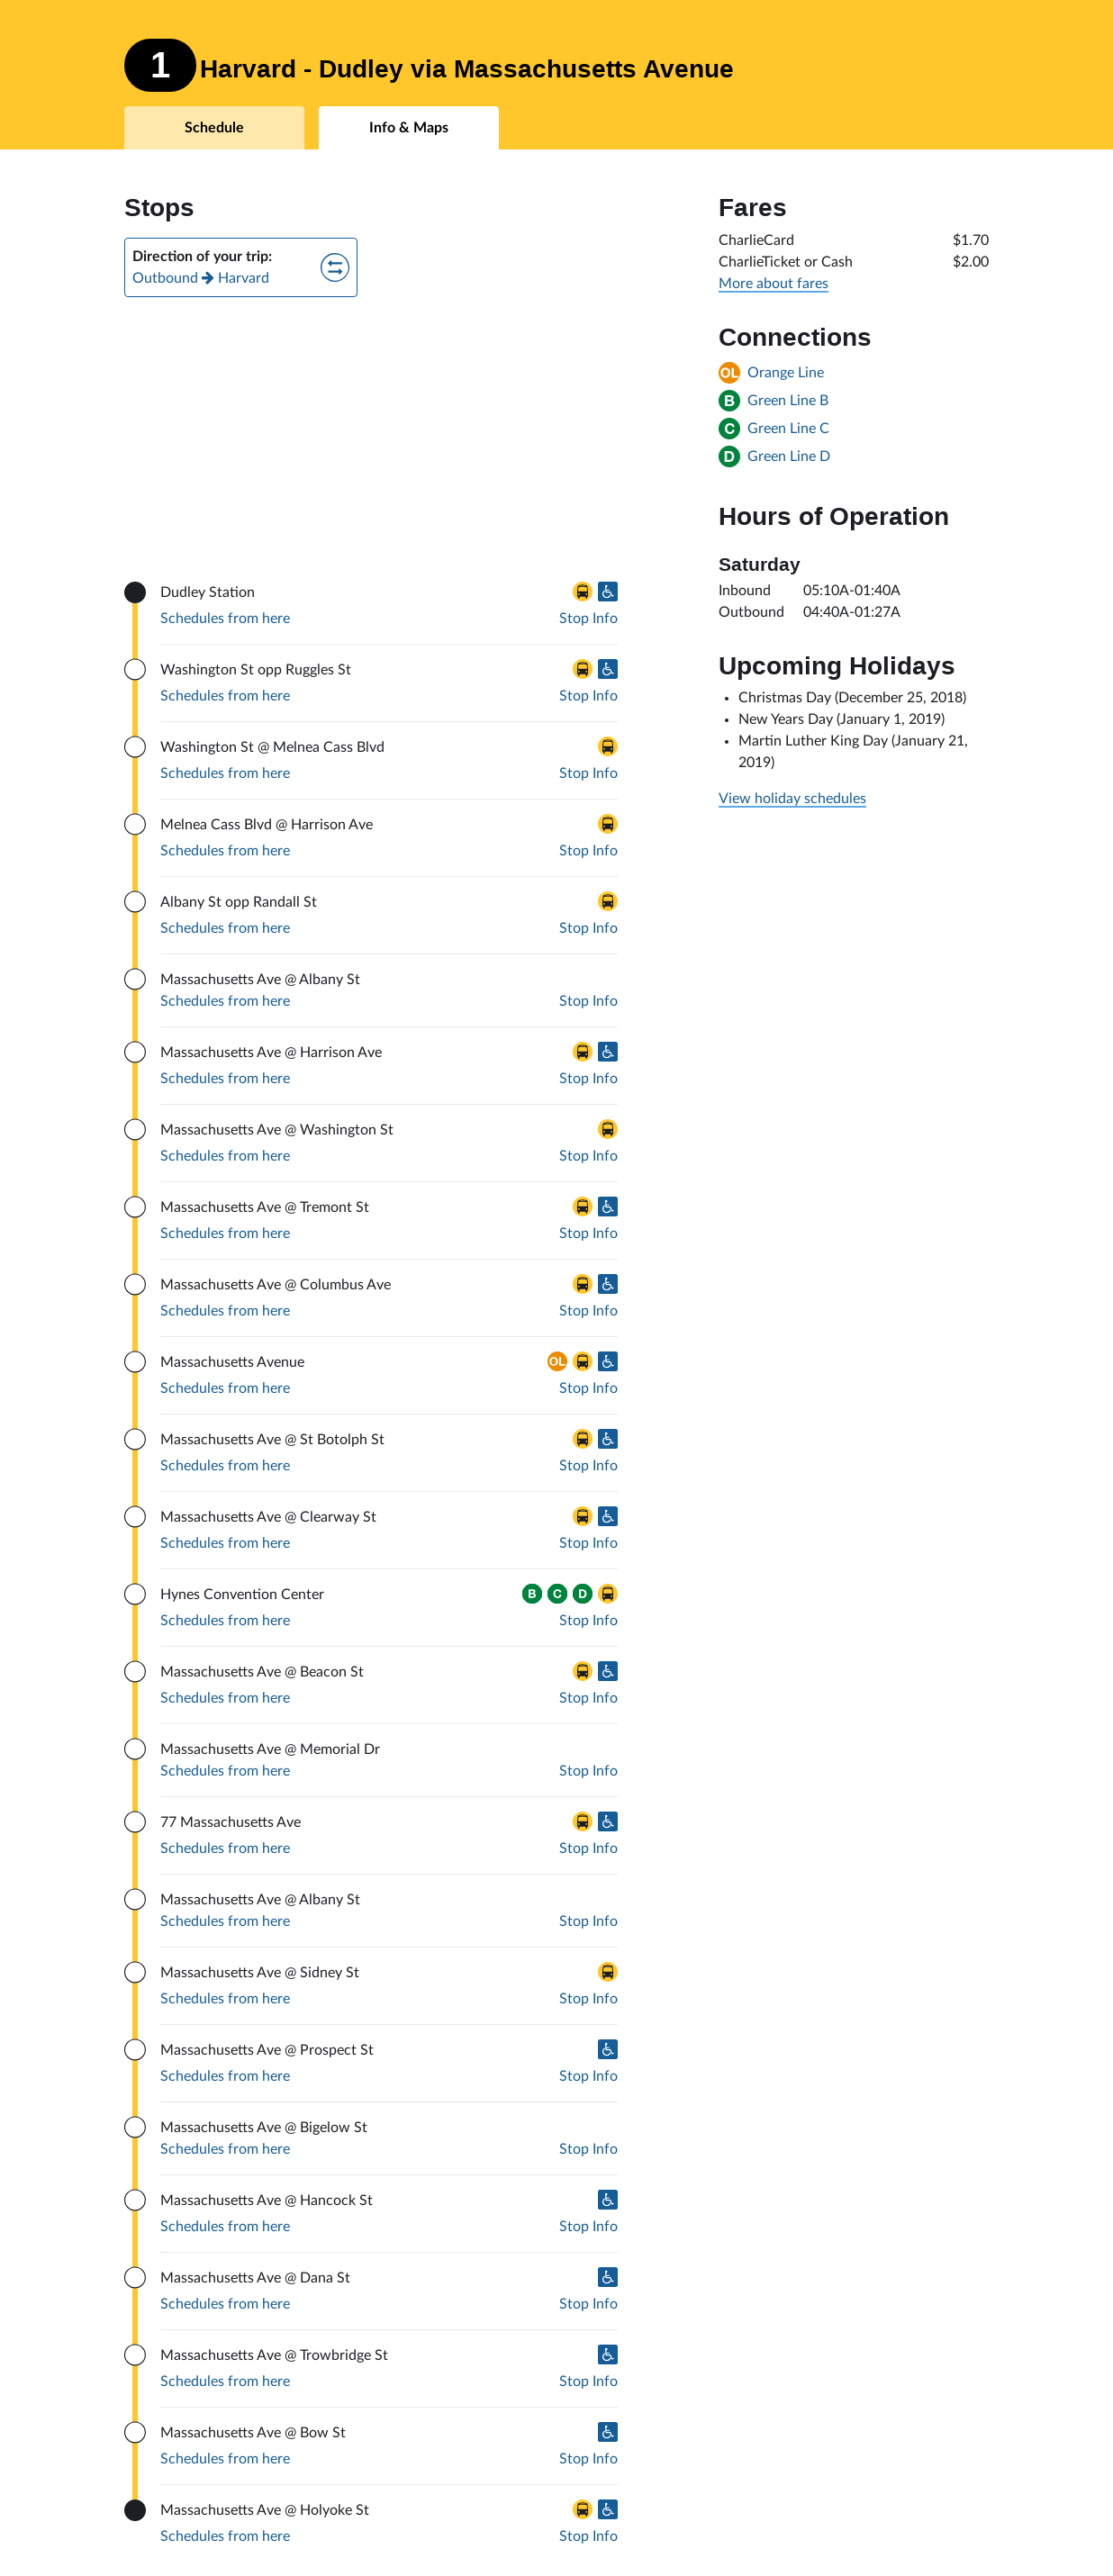 1 Harvard - Dudley via Massachusetts Avenue
Schedule
Info & Maps
Stops
Direction of your trip:
Outbound → Harvard
Dudley Station
Schedules from here Stop Info
Washington St opp Ruggles St
Schedules from here Stop Info
Washington St @ Melnea Cass Blvd
Schedules from here Stop Info
Melnea Cass Blvd @ Harrison Ave
Schedules from here Stop Info
Albany St opp Randall St
Schedules from here Stop Info
Massachusetts Ave @ Albany St
Schedules from here Stop Info
Massachusetts Ave @ Harrison Ave
Schedules from here Stop Info
Massachusetts Ave @ Washington St
Schedules from here Stop Info
Massachusetts Ave @ Tremont St
Schedules from here Stop Info
Massachusetts Ave @ Columbus Ave
Schedules from here Stop Info
Massachusetts Avenue OL
Schedules from here Stop Info
Massachusetts Ave @ St Botolph St
Schedules from here Stop Info
Massachusetts Ave @ Clearway St
Schedules from here Stop Info
Hynes Convention Center B C D
Schedules from here Stop Info
Massachusetts Ave @ Beacon St
Schedules from here Stop Info
Massachusetts Ave @ Memorial Dr
Schedules from here Stop Info
77 Massachusetts Ave
Schedules from here Stop Info
Massachusetts Ave @ Albany St
Schedules from here Stop Info
Massachusetts Ave @ Sidney St
Schedules from here Stop Info
Massachusetts Ave @ Prospect St
Schedules from here Stop Info
Massachusetts Ave @ Bigelow St
Schedules from here Stop Info
Massachusetts Ave @ Hancock St
Schedules from here Stop Info
Massachusetts Ave @ Dana St
Schedules from here Stop Info
Massachusetts Ave @ Trowbridge St
Schedules from here Stop Info
Massachusetts Ave @ Bow St
Schedules from here Stop Info
Massachusetts Ave @ Holyoke St
Schedules from here Stop Info
Fares
CharlieCard $1.70
CharlieTicket or Cash $2.00
More about fares
Connections
OL Orange Line
B Green Line B
C Green Line C
D Green Line D
Hours of Operation
Saturday
Inbound 05:10A-01:40A
Outbound 04:40A-01:27A
Upcoming Holidays
• Christmas Day (December 25, 2018)
• New Years Day (January 1, 2019)
• Martin Luther King Day (January 21,
2019)
View holiday schedules